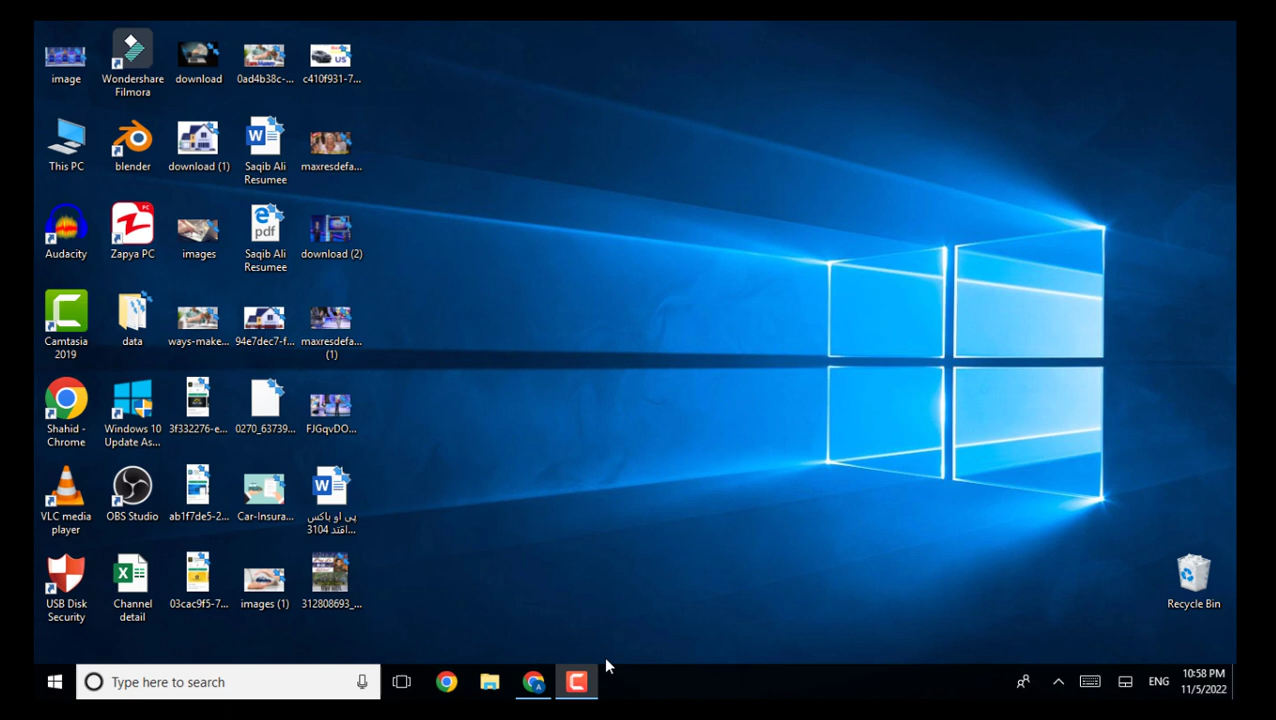 image
Wondershare
Filmora
download
0ad4b38c-...
c410f931-7...
This PC
blender
download (1)
Saqib Ali
Resumee
maxresdefa...
Audacity
Zapya PC
images
Saqib Ali
Resumee
download (2)
Camtasia
2019
data
ways-make...
94e7dec7-f...
maxresdefa...
(1)
Shahid -
Chrome
Windows 10
Update As...
3f332276-e...
0270_63739...
FJGqvDO...
VLC media
player
OBS Studio
ab1f7de5-2...
Car-Insura...
پی او باکس
3104 اقتد...
USB Disk
Security
Channel
detail
03cac9f5-7...
images (1)
312808693_...
Recycle Bin
Type here to search
ENG
10:58 PM
11/5/2022